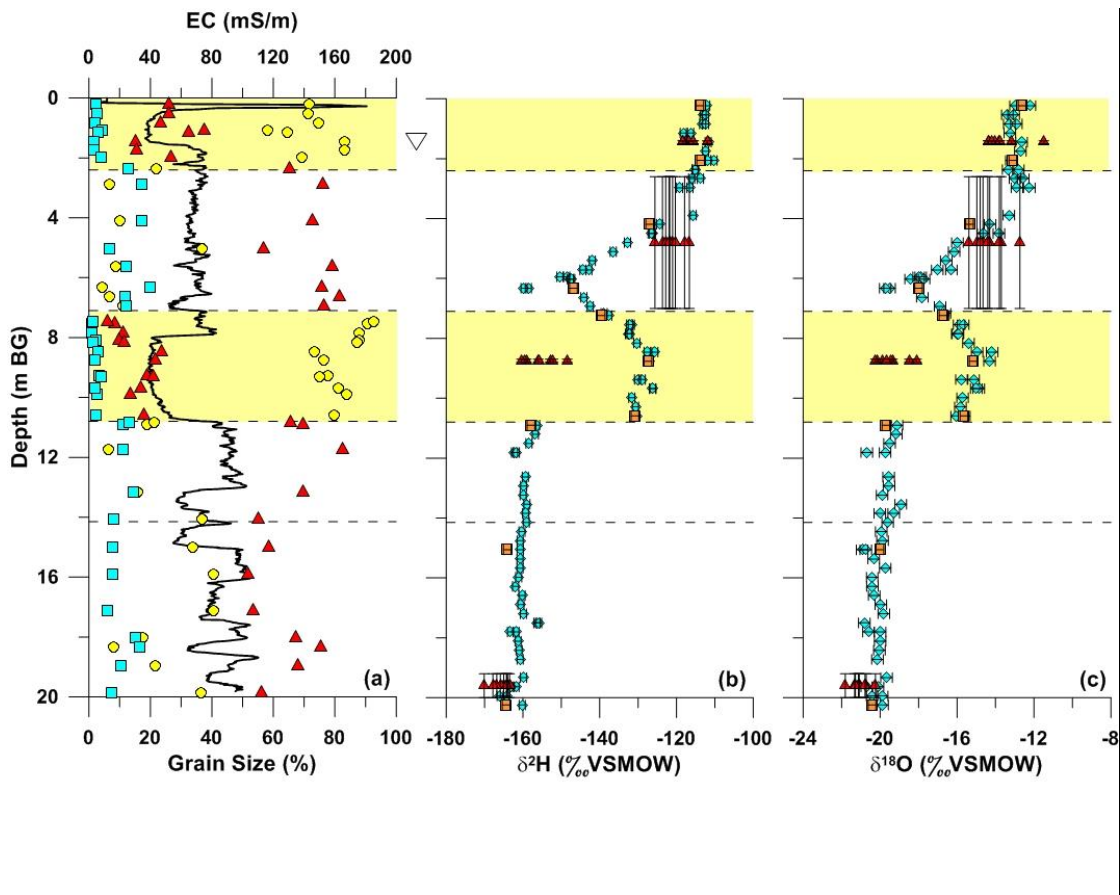 EC (mS/m)
0 40 80 120 160 200
0
4
8
12
16
20
Depth (m BG)
(a) (b) (c)
0 20 40 60 80 100
Grain Size (%)
-180 -160 -140 -120 -100
δ²H (‰VSMOW)
-24 -20 -16 -12 -8
δ¹⁸O (‰VSMOW)